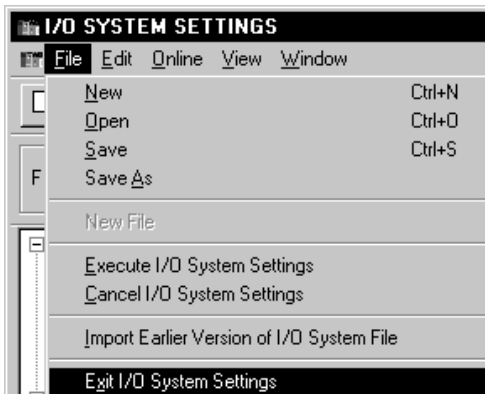 I/O SYSTEM SETTINGS
File Edit Online View Window
New Ctrl+N
Open Ctrl+O
Save Ctrl+S
F
Save As
New File
Execute I/O System Settings
Cancel I/O System Settings
Import Earlier Version of I/O System File
Exit I/O System Settings